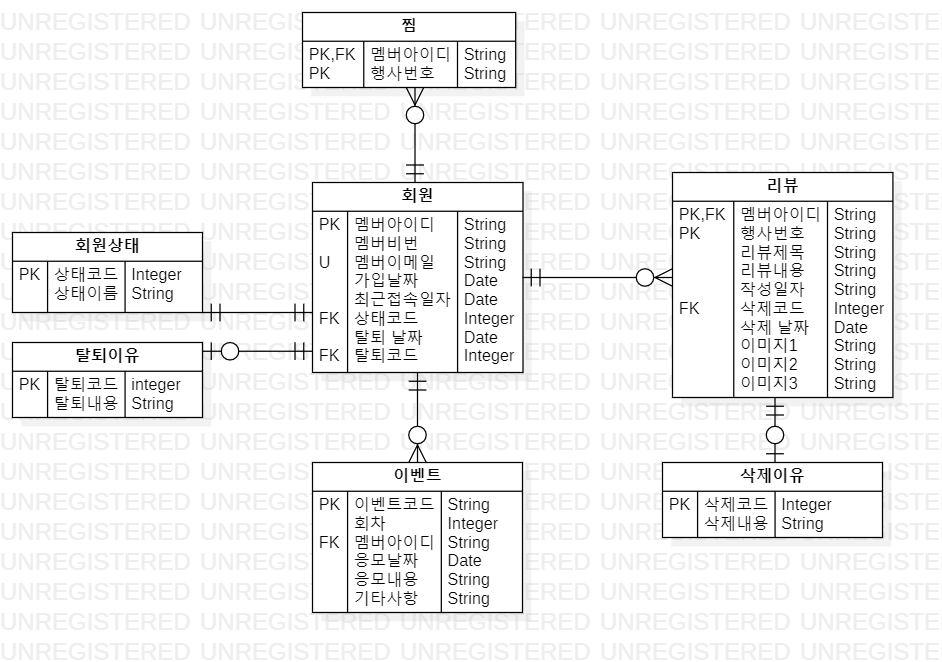 찜
PK,FK 멤버아이디 String
PK 행사번호 String
회원
PK 멤버아이디 String
멤버비번 String
U 멤버이메일 String
가입날짜 Date
최근접속일자 Date
FK 상태코드 Integer
탈퇴 날짜 Date
FK 탈퇴코드 Integer
리뷰
PK,FK 멤버아이디 String
PK 행사번호 String
리뷰제목 String
리뷰내용 String
작성일자 String
FK 삭제코드 Integer
삭제 날짜 Date
이미지1 String
이미지2 String
이미지3 String
회원상태
PK 상태코드 Integer
상태이름 String
탈퇴이유
PK 탈퇴코드 integer
탈퇴내용 String
이벤트
PK 이벤트코드 String
회차 Integer
FK 멤버아이디 String
응모날짜 Date
응모내용 String
기타사항 String
삭제이유
PK 삭제코드 Integer
삭제내용 String
UNREGISTERED